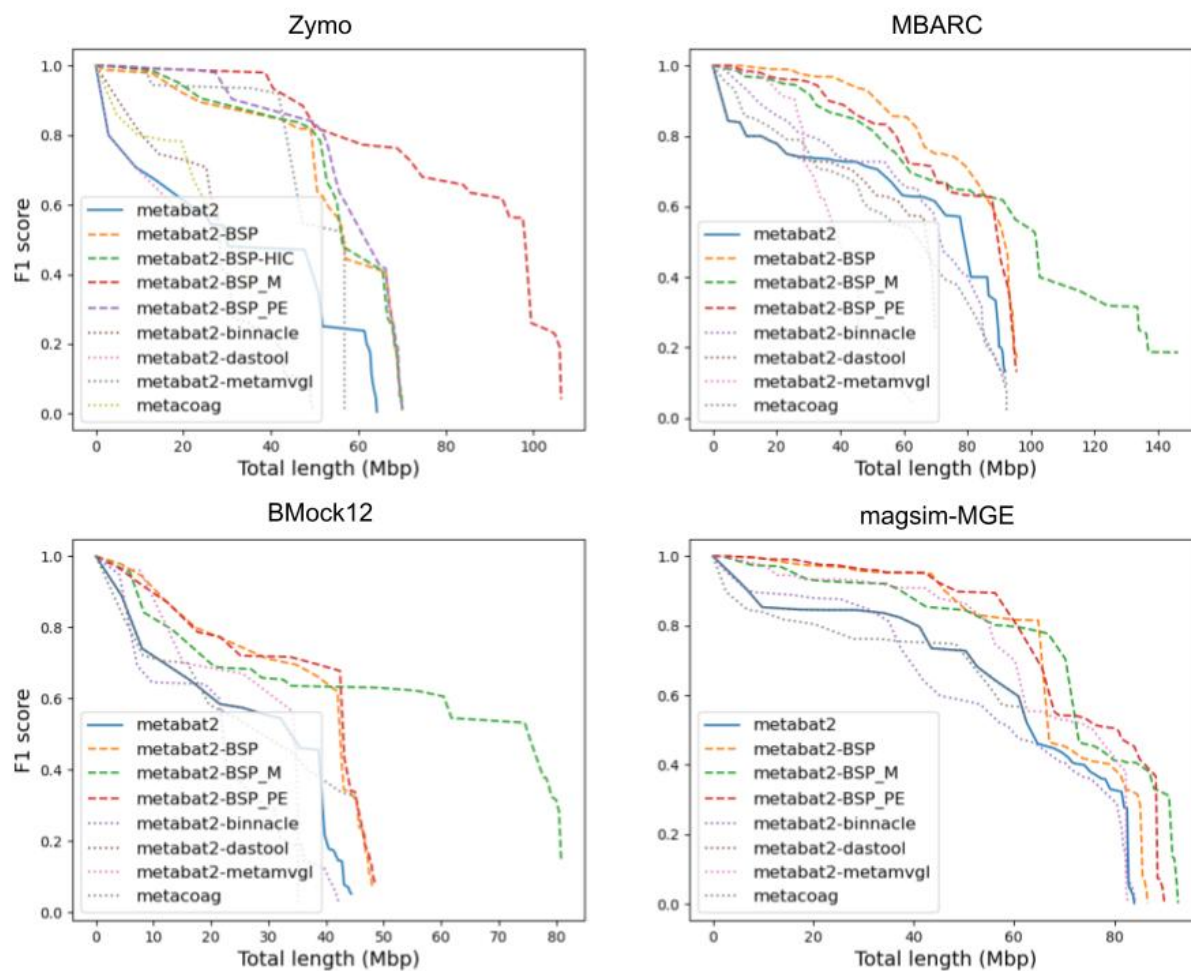 Zymo
1.0
0.8
0.6
0.4
0.2
0.0
F1 score
metabat2
metabat2-BSP
metabat2-BSP-HIC
metabat2-BSP_M
metabat2-BSP_PE
metabat2-binnacle
metabat2-dastool
metabat2-metamvgl
metacoag
0 20 40 60 80 100
Total length (Mbp)
MBARC
1.0
0.8
0.6
0.4
0.2
0.0
metabat2
metabat2-BSP
metabat2-BSP_M
metabat2-BSP_PE
metabat2-binnacle
metabat2-dastool
metabat2-metamvgl
metacoag
0 20 40 60 80 100 120 140
Total length (Mbp)
BMock12
1.0
0.8
0.6
0.4
0.2
0.0
F1 score
metabat2
metabat2-BSP
metabat2-BSP_M
metabat2-BSP_PE
metabat2-binnacle
metabat2-dastool
metabat2-metamvgl
metacoag
0 10 20 30 40 50 60 70 80
Total length (Mbp)
magsim-MGE
1.0
0.8
0.6
0.4
0.2
0.0
metabat2
metabat2-BSP
metabat2-BSP_M
metabat2-BSP_PE
metabat2-binnacle
metabat2-dastool
metabat2-metamvgl
metacoag
0 20 40 60 80
Total length (Mbp)